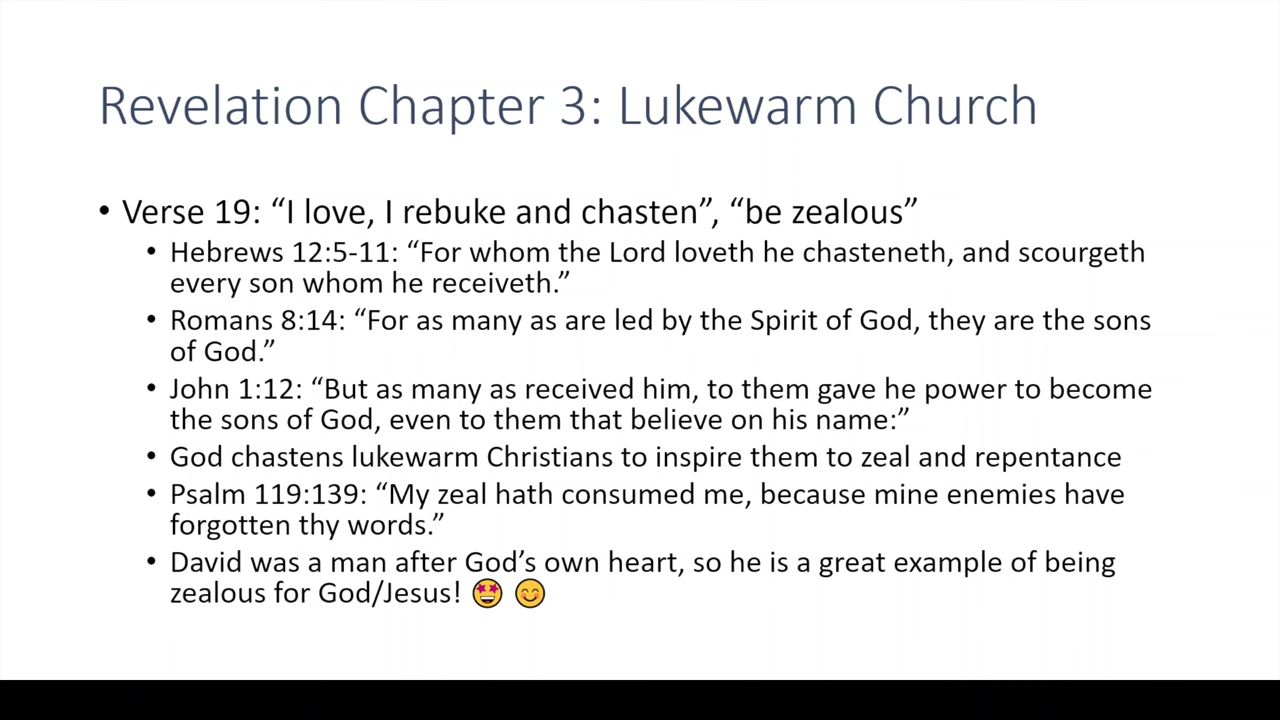 Revelation Chapter 3: Lukewarm Church
• Verse 19: “I love, I rebuke and chasten”, “be zealous”
• Hebrews 12:5-11: “For whom the Lord loveth he chasteneth, and scourgeth
every son whom he receiveth.”
• Romans 8:14: “For as many as are led by the Spirit of God, they are the sons
of God.”
• John 1:12: “But as many as received him, to them gave he power to become
the sons of God, even to them that believe on his name:”
• God chastens lukewarm Christians to inspire them to zeal and repentance
• Psalm 119:139: “My zeal hath consumed me, because mine enemies have
forgotten thy words.”
• David was a man after God’s own heart, so he is a great example of being
zealous for God/Jesus! 🤩 😊